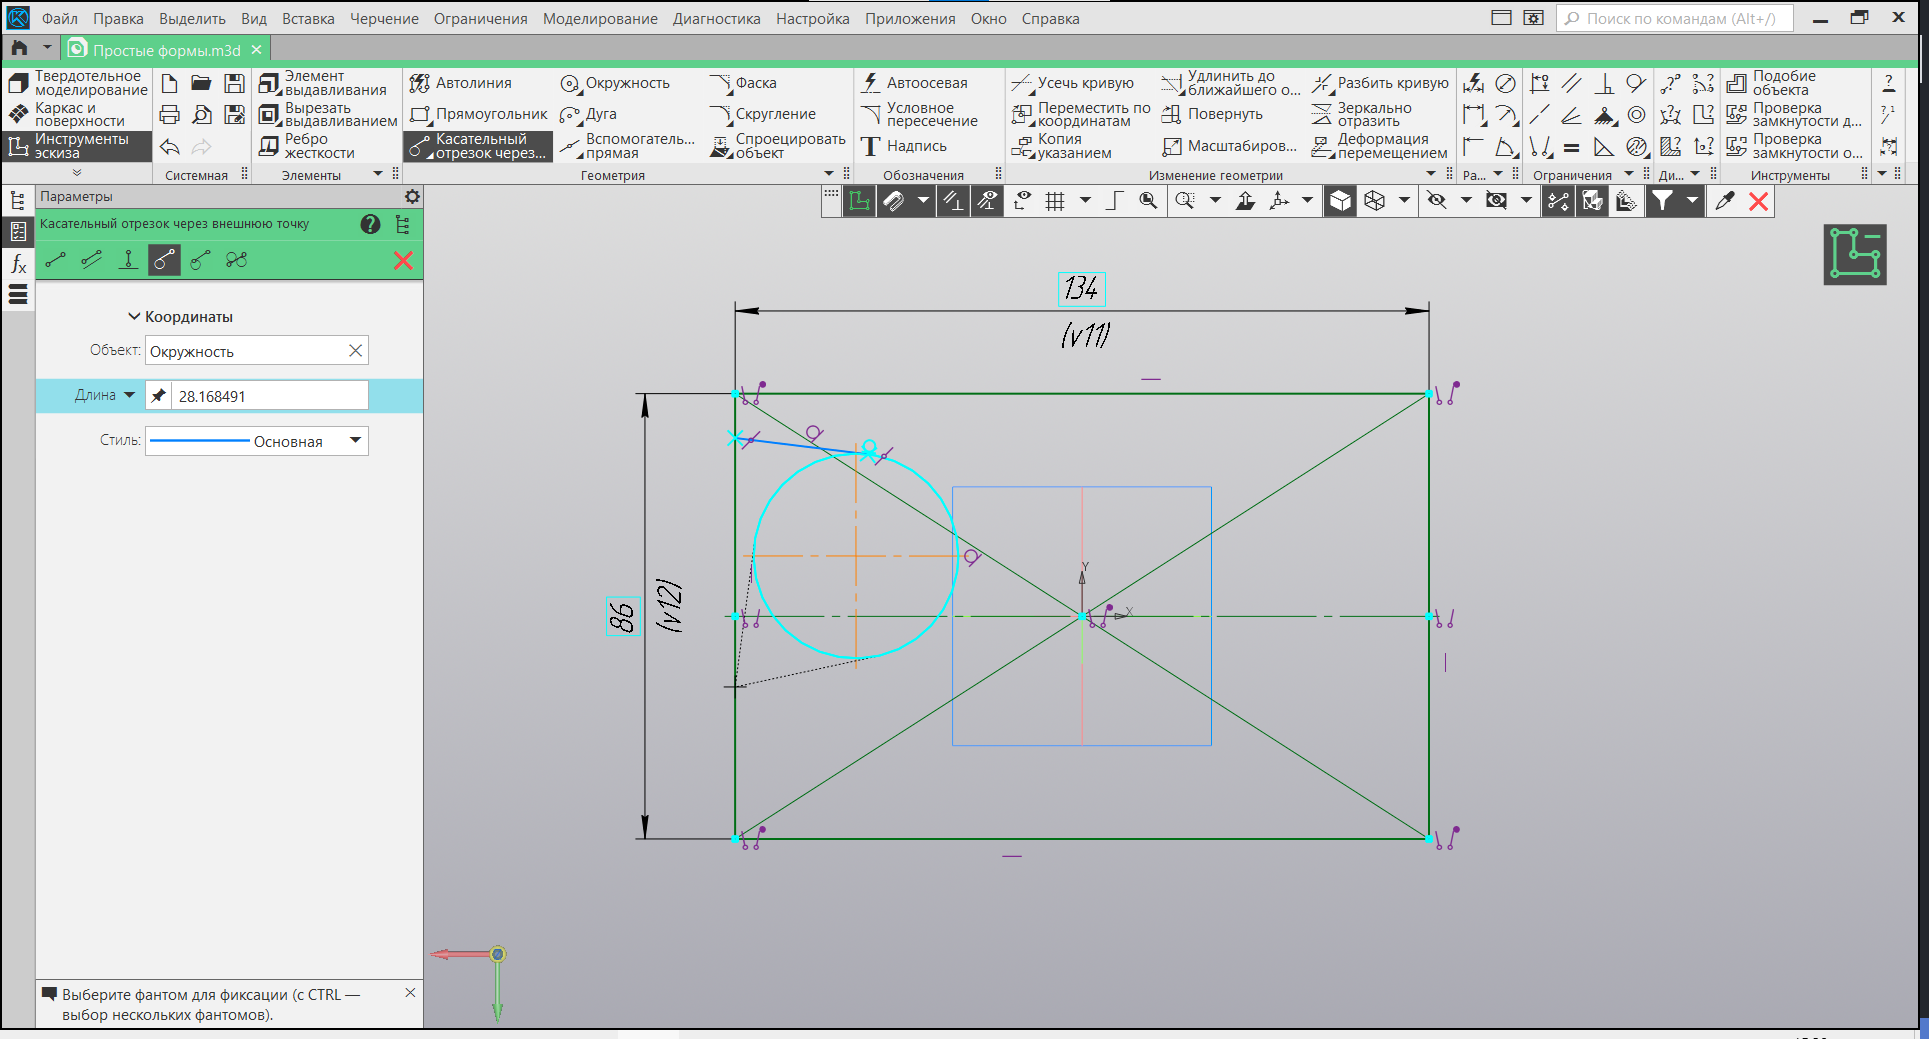 Файл Правка Выделить Вид Вставка Черчение Ограничения Моделирование Диагностика Настройка Приложения Окно Справка
Поиск по командам (Alt+/)
Простые формы.m3d
Твердотельное моделирование
Каркас и поверхности
Инструменты эскиза
Системная
Элемент выдавливания
Вырезать выдавливанием
Ребро жесткости
Элементы
Автолиния
Прямоугольник
Касательный отрезок через...
Окружность
Дуга
Вспомогатель... прямая
Фаска
Скругление
Спроецировать объект
Геометрия
Автоосевая
Условное пересечение
Надпись
Обозначения
Усечь кривую
Переместить по координатам
Копия указанием
Удлинить до ближайшего о...
Повернуть
Масштабиров...
Разбить кривую
Зеркально отразить
Деформация перемещением
Изменение геометрии
Ра...
Ограничения
Ди...
Подобие объекта
Проверка замкнутости д...
Проверка замкнутости о...
Инструменты
Параметры
Касательный отрезок через внешнюю точку
Координаты
Объект: Окружность
Длина 28.168491
Стиль: Основная
134
(v11)
86
(v12)
Y
X
Выберите фантом для фиксации (с CTRL —
выбор нескольких фантомов).